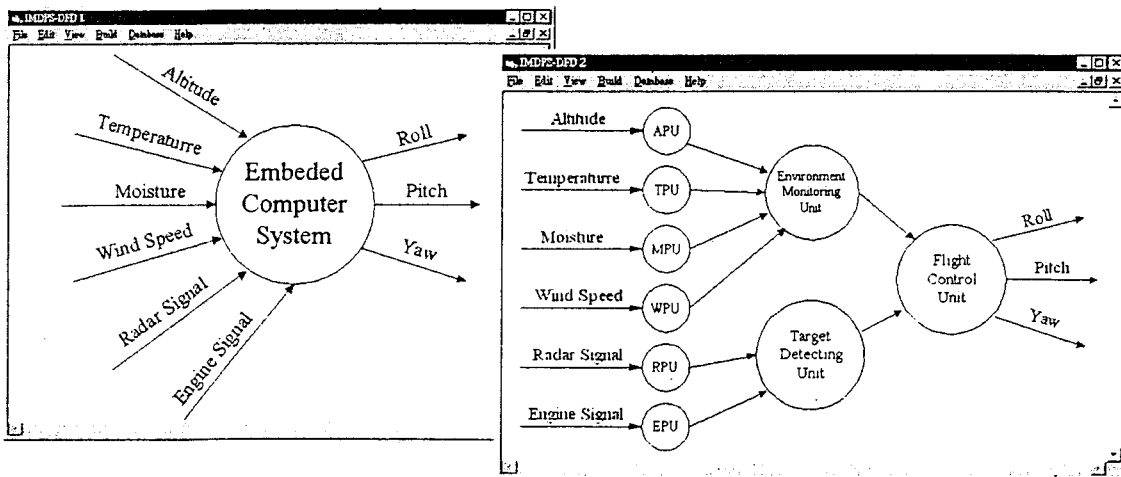 IMDPS-DFD 1
File Edit View Build Database Help
Altitude
Temperaturre
Moisture
Wind Speed
Radar Signal
Engine Signal
Embeded
Computer
System
Roll
Pitch
Yaw
IMDPS-DFD 2
File Edit View Build Database Help
Altitude
APU
Temperaturre
TPU
Moisture
MPU
Wind Speed
WPU
Radar Signal
RPU
Engine Signal
EPU
Environment
Monitoring
Unit
Target
Detecting
Unit
Flight
Control
Unit
Roll
Pitch
Yaw